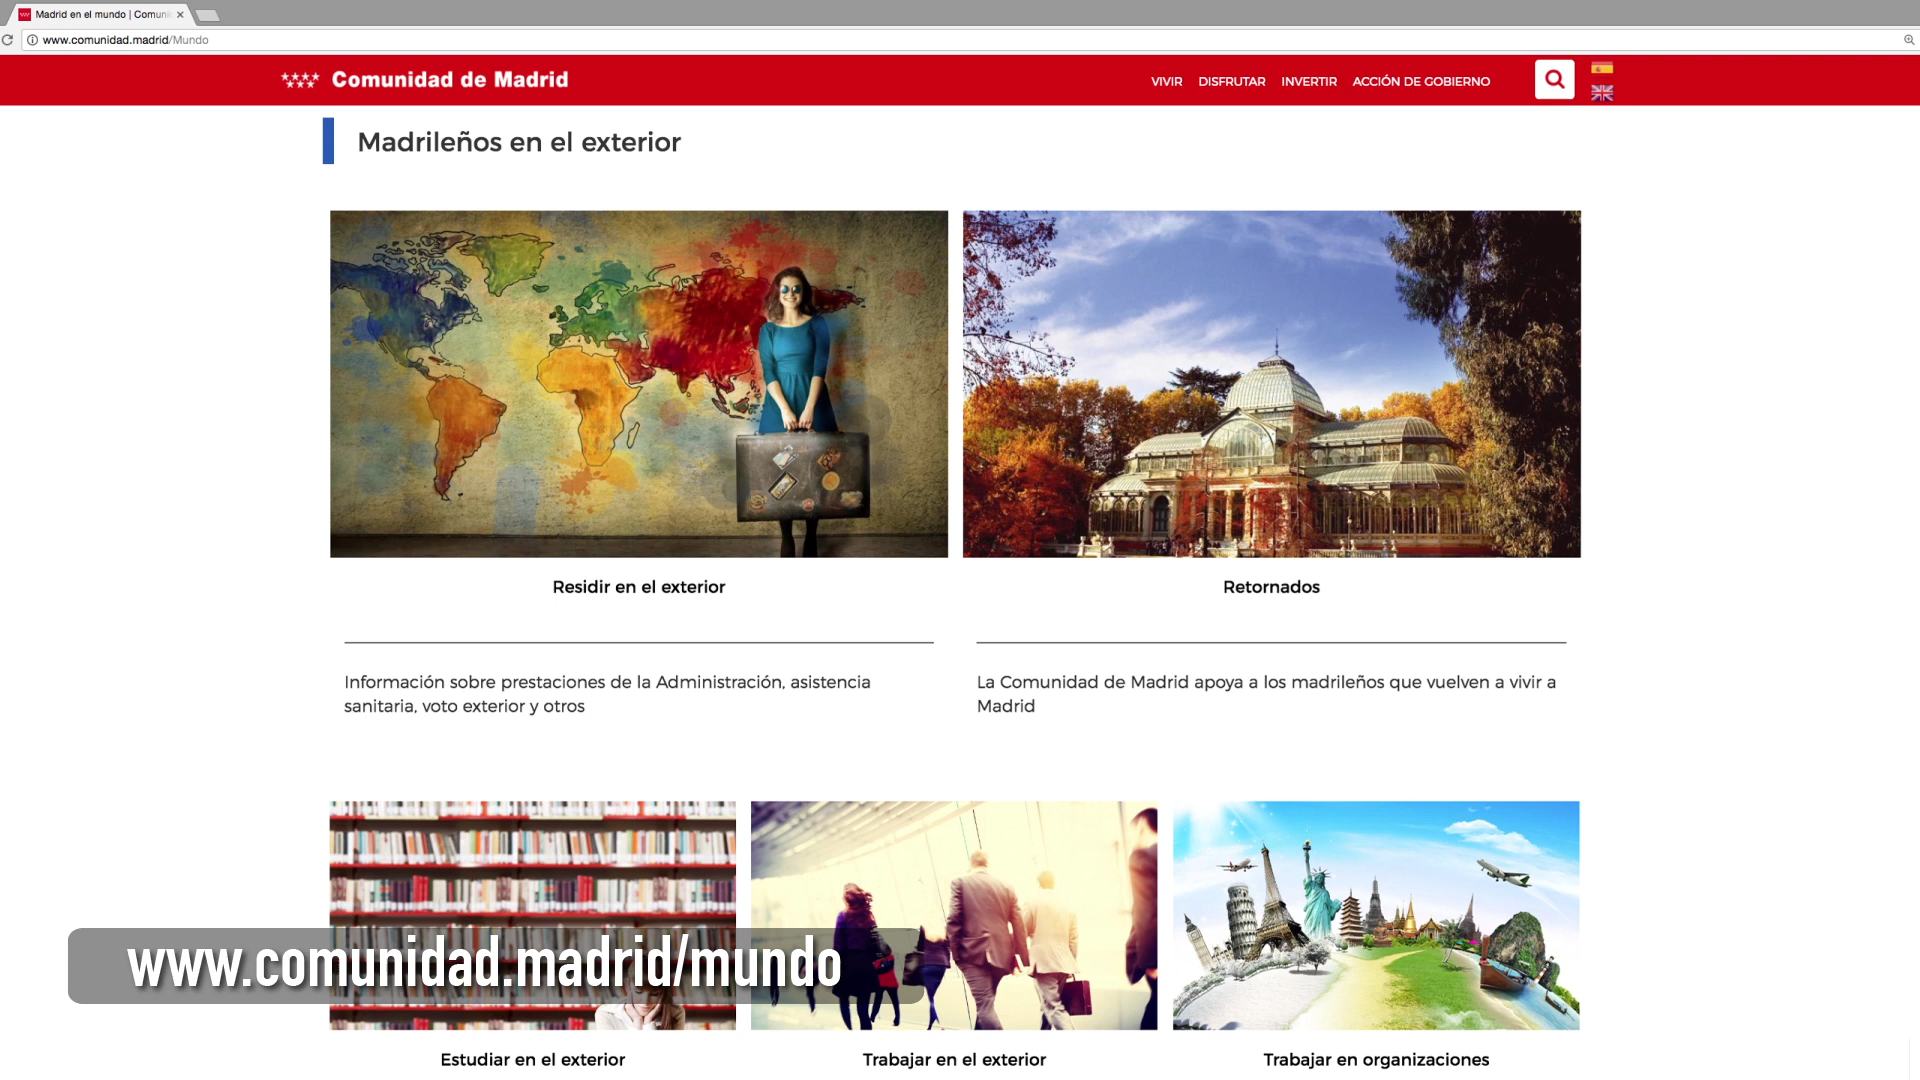 Madrid en el mundo | Comuni
www.comunidad.madrid/Mundo
Comunidad de Madrid
VIVIR DISFRUTAR INVERTIR ACCIÓN DE GOBIERNO
Madrileños en el exterior
Residir en el exterior
Retornados
Información sobre prestaciones de la Administración, asistencia
sanitaria, voto exterior y otros
La Comunidad de Madrid apoya a los madrileños que vuelven a vivir a
Madrid
www.comunidad.madrid/mundo
Estudiar en el exterior
Trabajar en el exterior
Trabajar en organizaciones